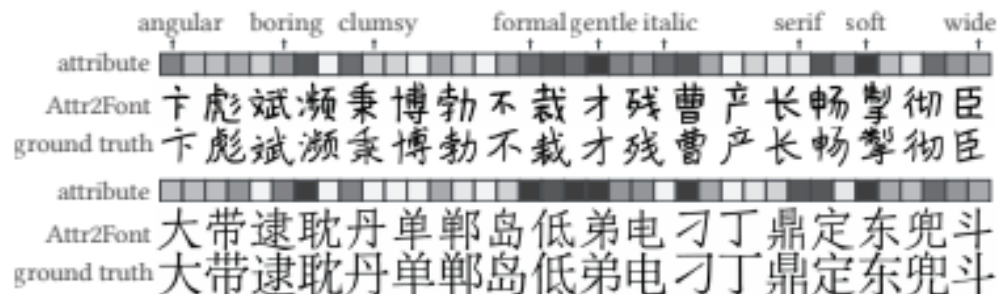 angular boring clumsy formal gentle italic serif soft wide
attribute
Attr2Font 卞彪斌濒秉博勃不裁才残曹产长畅掣彻臣
ground truth 卞彪斌濒秉博勃不裁才残曹产长畅掣彻臣
attribute
Attr2Font 大带逮耽丹单郸岛低弟电刁丁鼎定东兜斗
ground truth 大带逮耽丹单郸岛低弟电刁丁鼎定东兜斗